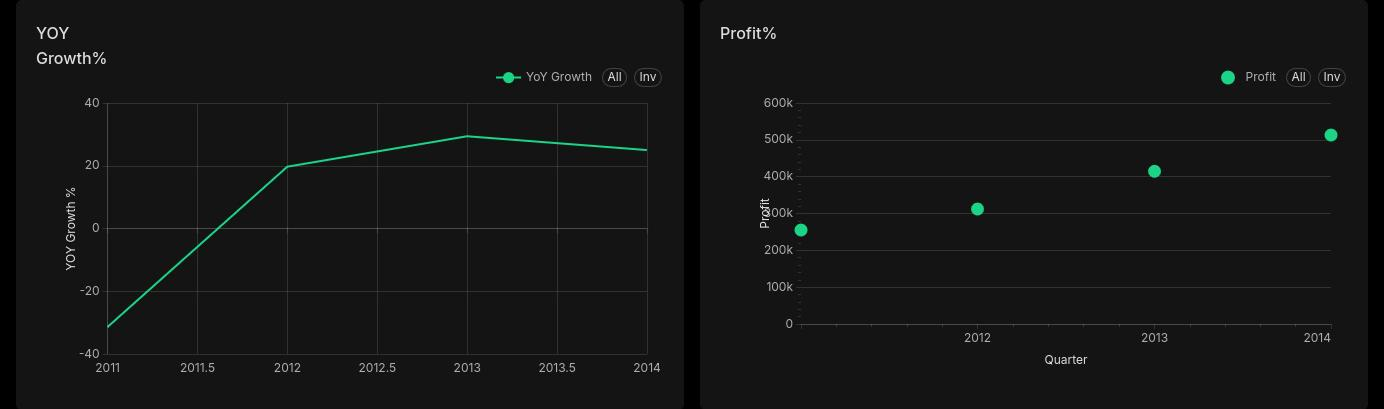 YOY
Growth%
YoY Growth All Inv
40
20
0
-20
-40
YOY Growth %
2011 2011.5 2012 2012.5 2013 2013.5 2014
Profit%
Profit All Inv
600k
500k
400k
300k
200k
100k
0
Profit
2012 2013 2014
Quarter